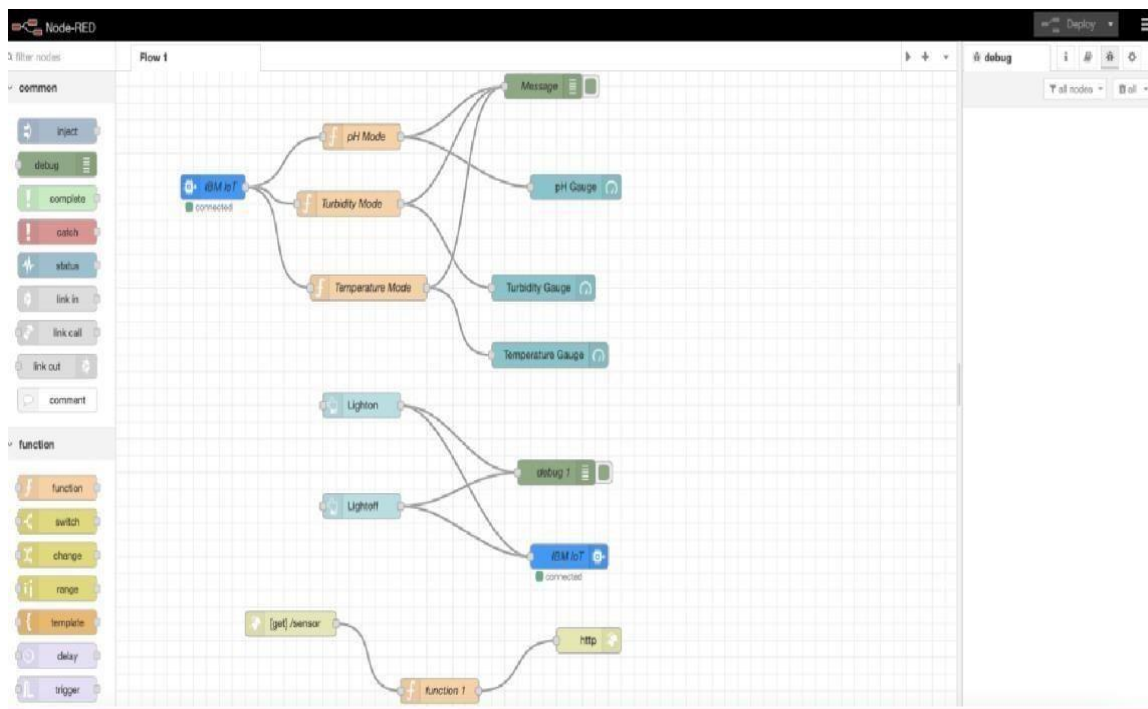 Node-RED
Deploy
filter nodes
Flow 1
debug
i
all nodes
all
common
inject
debug
complete
catch
status
link in
link call
link out
comment
function
function
switch
change
range
template
delay
trigger
Message
pH Mode
IBM IoT
connected
pH Gauge
Turbidity Mode
Temperature Mode
Turbidity Gauge
Temperature Gauge
Lighton
debug 1
Lightoff
IBM IoT
connected
[get] /sensor
http
function 1